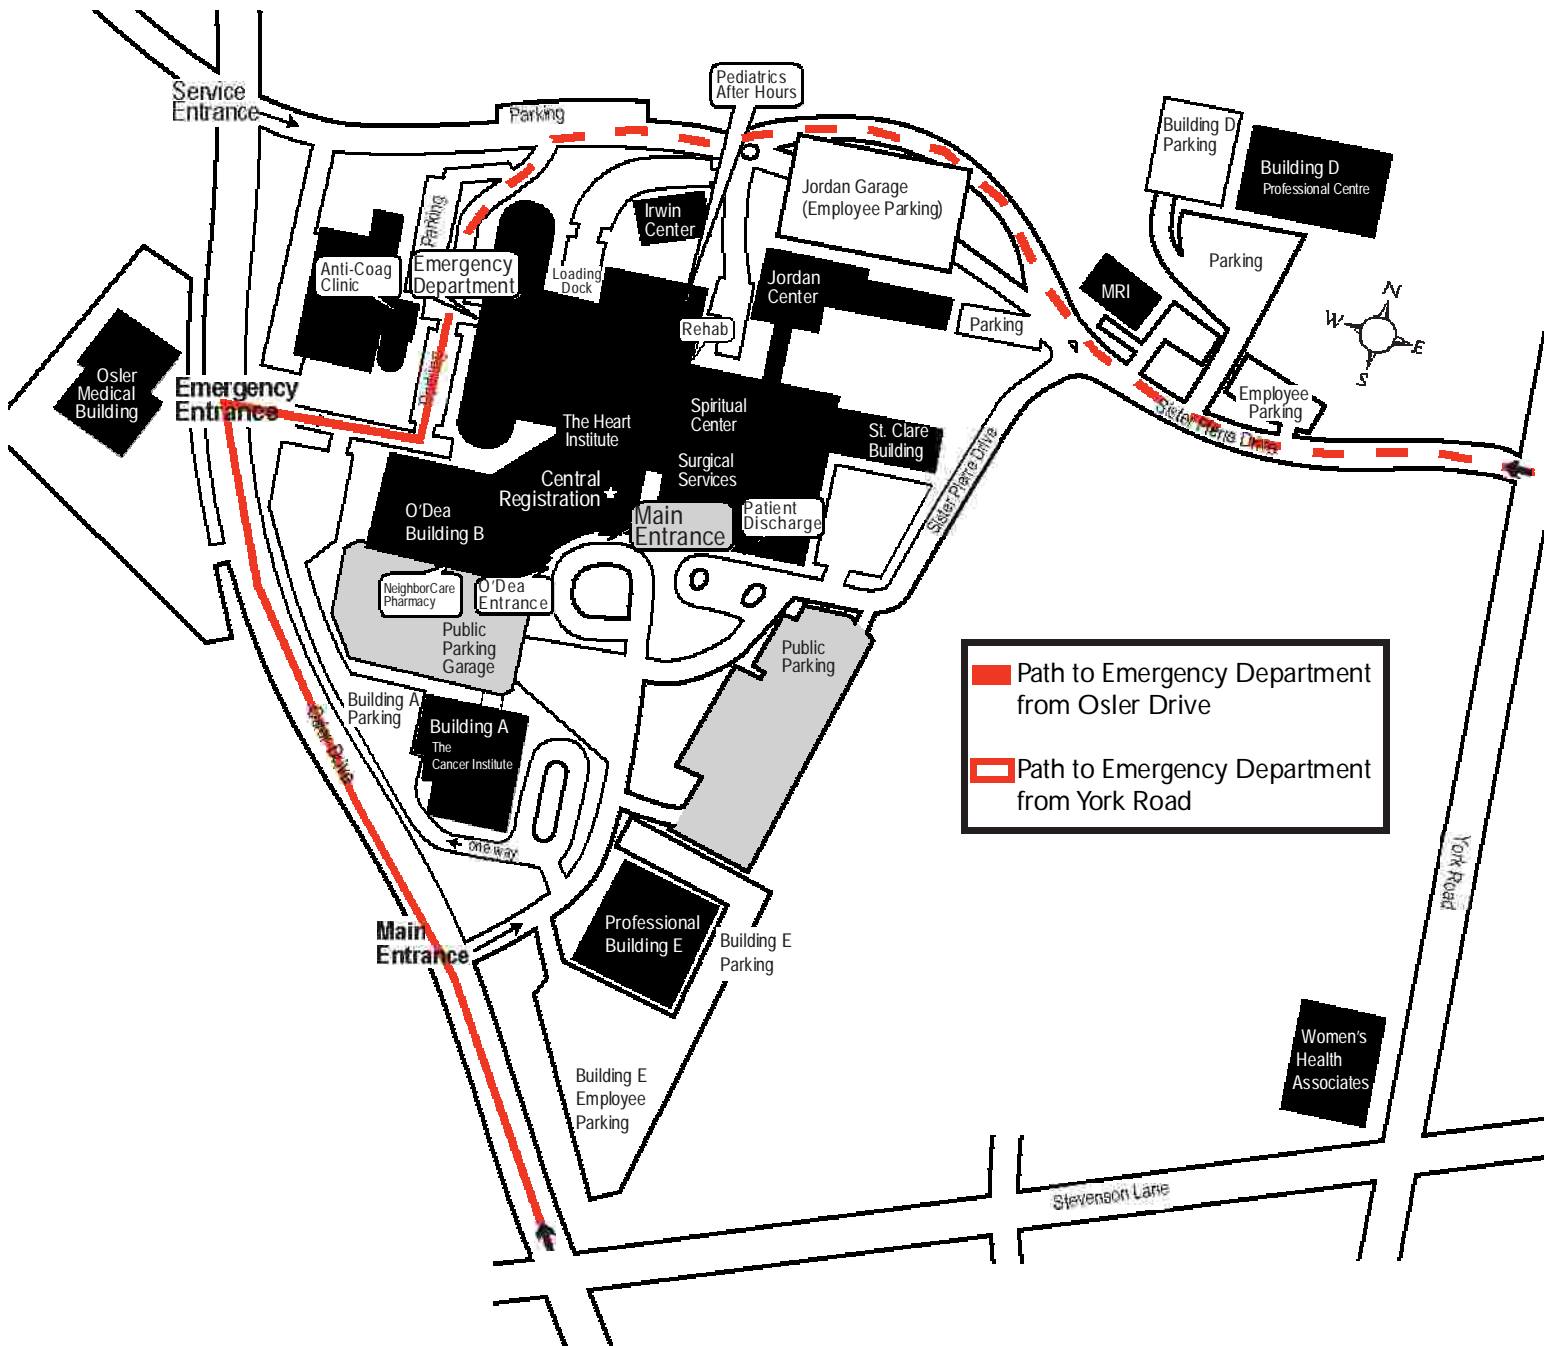 Service
Entrance
Parking
Pediatrics
After Hours
Building D
Parking
Building D
Professional Centre
Jordan Garage
(Employee Parking)
Irwin
Center
Parking
Anti-Coag
Clinic
Emergency
Department
Loading
Dock
Jordan
Center
Parking
MRI
Parking
N
W
E
S
Rehab
Parking
Osler
Medical
Building
Emergency
Entrance
The Heart
Institute
Spiritual
Center
St. Clare
Building
Employee
Parking
Sister Pierre Drive
Sister Pierre Drive
Central
Registration
Surgical
Services
O'Dea
Building B
Main
Entrance
Patient
Discharge
NeighborCare
Pharmacy
O'Dea
Entrance
Public
Parking
Garage
Public
Parking
Path to Emergency Department
from Osler Drive
Path to Emergency Department
from York Road
Building A
Parking
Osler Drive
Building A
The
Cancer Institute
one way
York Road
Main
Entrance
Professional
Building E
Building E
Parking
Women's
Health
Associates
Building E
Employee
Parking
Stevenson Lane